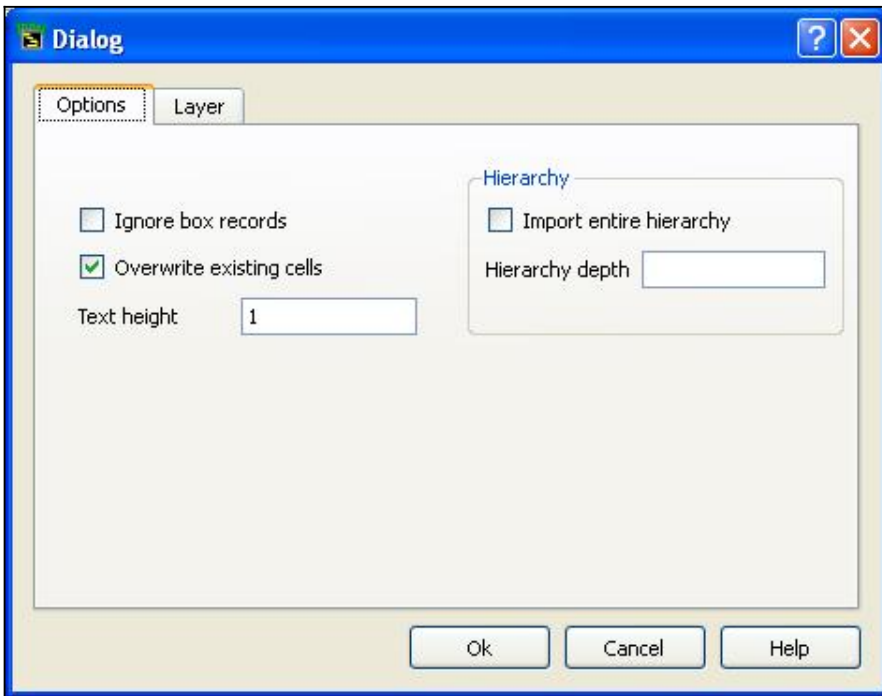 Dialog
Options Layer
Ignore box records
Overwrite existing cells
Text height 1
Hierarchy
Import entire hierarchy
Hierarchy depth
Ok Cancel Help